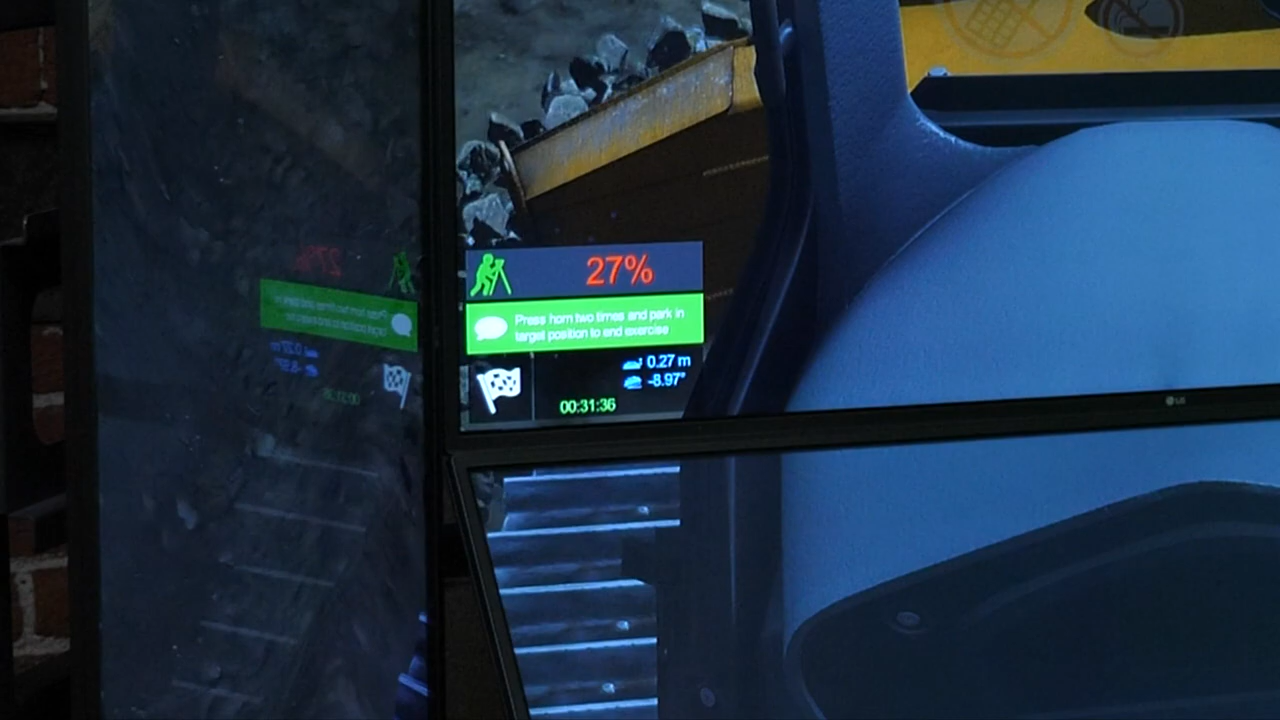 27%
Press horn two times and park in
target position to end exercise
0.27 m
-8.97°
00:31:36
LG